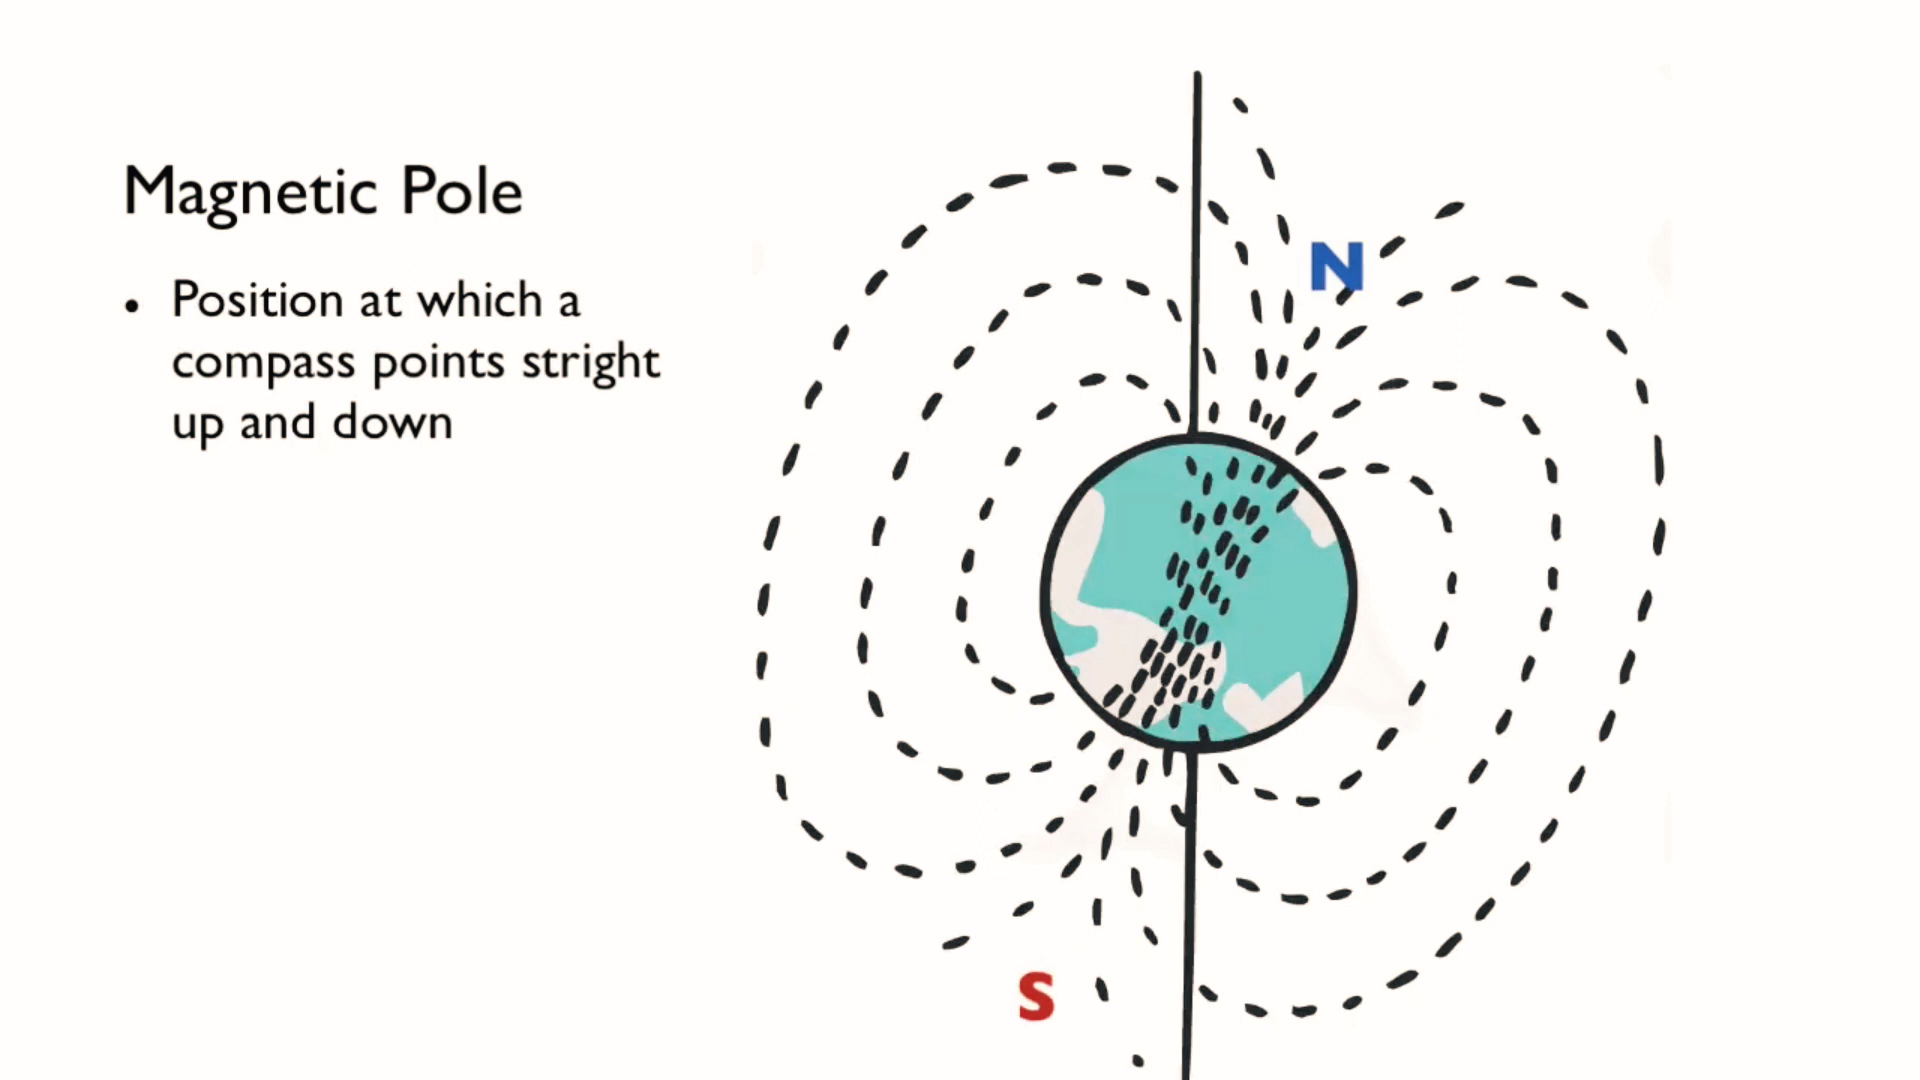 Magnetic Pole
• Position at which a
compass points stright
up and down
N
S